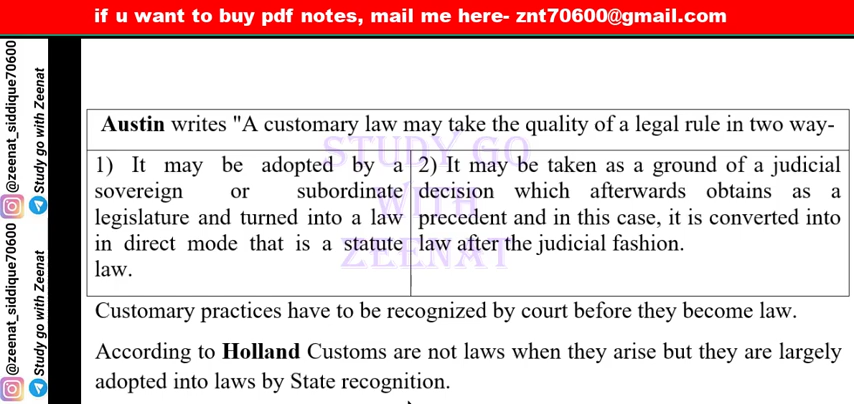 if u want to buy pdf notes, mail me here- znt70600@gmail.com
Austin writes "A customary law may take the quality of a legal rule in two way-
1) It may be adopted by a
sovereign or subordinate
legislature and turned into a law
in direct mode that is a statute
law.
2) It may be taken as a ground of a judicial
decision which afterwards obtains as a
precedent and in this case, it is converted into
law after the judicial fashion.
Customary practices have to be recognized by court before they become law.
According to Holland Customs are not laws when they arise but they are largely
adopted into laws by State recognition.
STUDY GO
WITH
ZEENAT
@zeenat_siddique70600
Study go with Zeenat
@zeenat_siddique70600
Study go with Zeenat